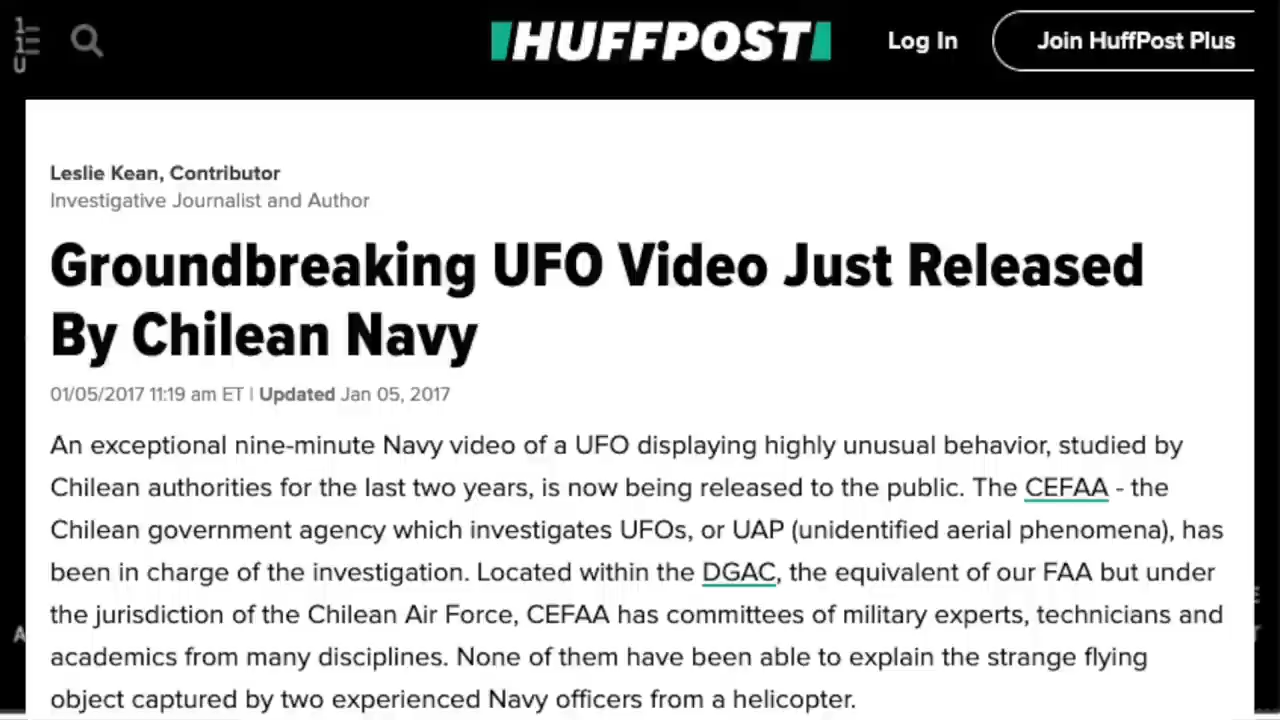 HUFFPOST
Log In
Join HuffPost Plus
Leslie Kean, Contributor
Investigative Journalist and Author
Groundbreaking UFO Video Just Released
By Chilean Navy
01/05/2017 11:19 am ET | Updated Jan 05, 2017
An exceptional nine-minute Navy video of a UFO displaying highly unusual behavior, studied by
Chilean authorities for the last two years, is now being released to the public. The CEFAA - the
Chilean government agency which investigates UFOs, or UAP (unidentified aerial phenomena), has
been in charge of the investigation. Located within the DGAC, the equivalent of our FAA but under
the jurisdiction of the Chilean Air Force, CEFAA has committees of military experts, technicians and
academics from many disciplines. None of them have been able to explain the strange flying
object captured by two experienced Navy officers from a helicopter.